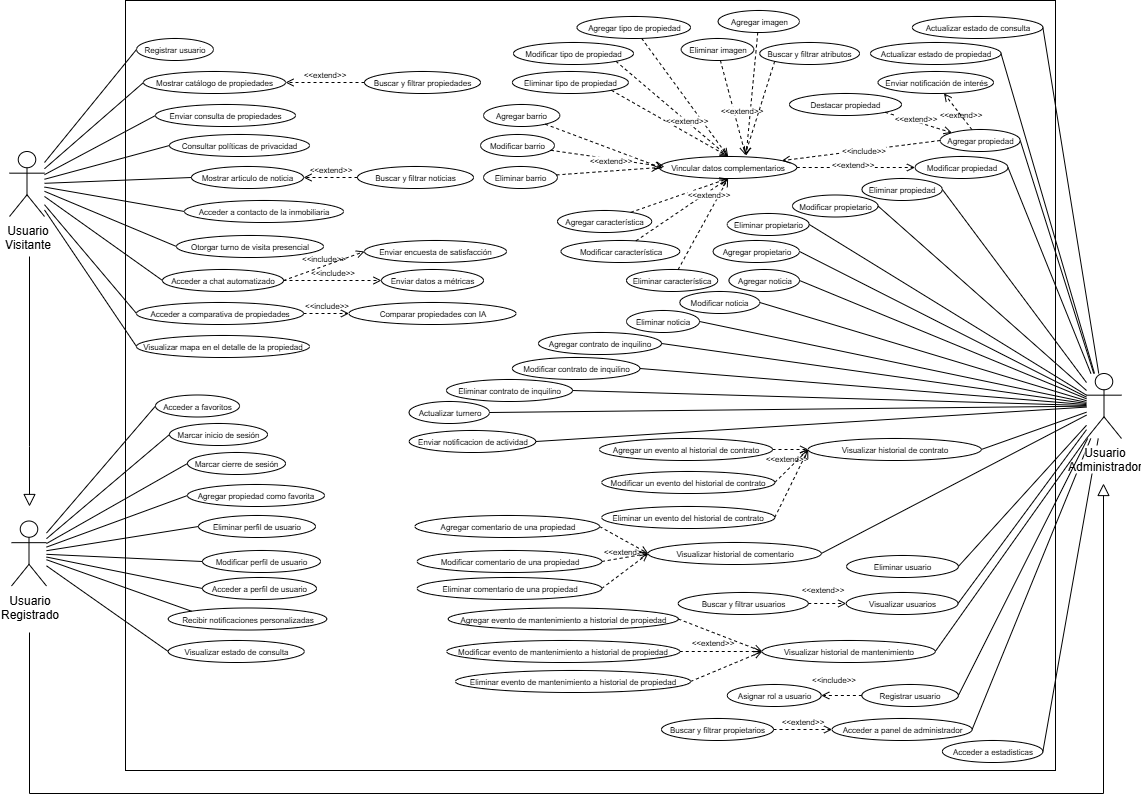 Registrar usuario
Mostrar catálogo de propiedades
<<extend>>
Buscar y filtrar propiedades
Enviar consulta de propiedades
Consultar políticas de privacidad
Mostrar artículo de noticia
<<extend>>
Buscar y filtrar noticias
Acceder a contacto de la inmobiliaria
Otorgar turno de visita presencial
Acceder a chat automatizado
<<include>>
Enviar encuesta de satisfacción
<<include>>
Enviar datos a métricas
Acceder a comparativa de propiedades
<<include>>
Comparar propiedades con IA
Visualizar mapa en el detalle de la propiedad
Usuario
Visitante
Acceder a favoritos
Marcar inicio de sesión
Marcar cierre de sesión
Agregar propiedad como favorita
Eliminar perfil de usuario
Modificar perfil de usuario
Acceder a perfil de usuario
Recibir notificaciones personalizadas
Visualizar estado de consulta
Usuario
Registrado
Agregar tipo de propiedad
Agregar imagen
Modificar tipo de propiedad
Eliminar imagen
Buscar y filtrar atributos
Eliminar tipo de propiedad
<<extend>>
<<extend>>
Agregar barrio
Modificar barrio
Eliminar barrio
<<extend>>
Vincular datos complementarios
<<extend>>
Agregar característica
Modificar característica
Eliminar característica
Actualizar estado de consulta
Actualizar estado de propiedad
Enviar notificación de interés
Destacar propiedad
<<extend>>
<<extend>>
Agregar propiedad
<<include>>
<<extend>>
Modificar propiedad
Eliminar propiedad
Modificar propietario
Eliminar propietario
Agregar propietario
Agregar noticia
Modificar noticia
Eliminar noticia
Agregar contrato de inquilino
Modificar contrato de inquilino
Eliminar contrato de inquilino
Actualizar turnero
Enviar notificacion de actividad
Agregar un evento al historial de contrato
Modificar un evento del historial de contrato
Eliminar un evento del historial de contrato
<<extend>>
Visualizar historial de contrato
Usuario
Administrador
Agregar comentario de una propiedad
Modificar comentario de una propiedad
Eliminar comentario de una propiedad
<<extend>>
Visualizar historial de comentario
Eliminar usuario
Buscar y filtrar usuarios
<<extend>>
Visualizar usuarios
Agregar evento de mantenimiento a historial de propiedad
Modificar evento de mantenimiento a historial de propiedad
Eliminar evento de mantenimiento a historial de propiedad
<<extend>>
Visualizar historial de mantenimiento
Asignar rol a usuario
<<include>>
Registrar usuario
Buscar y filtrar propietarios
<<extend>>
Acceder a panel de administrador
Acceder a estadísticas